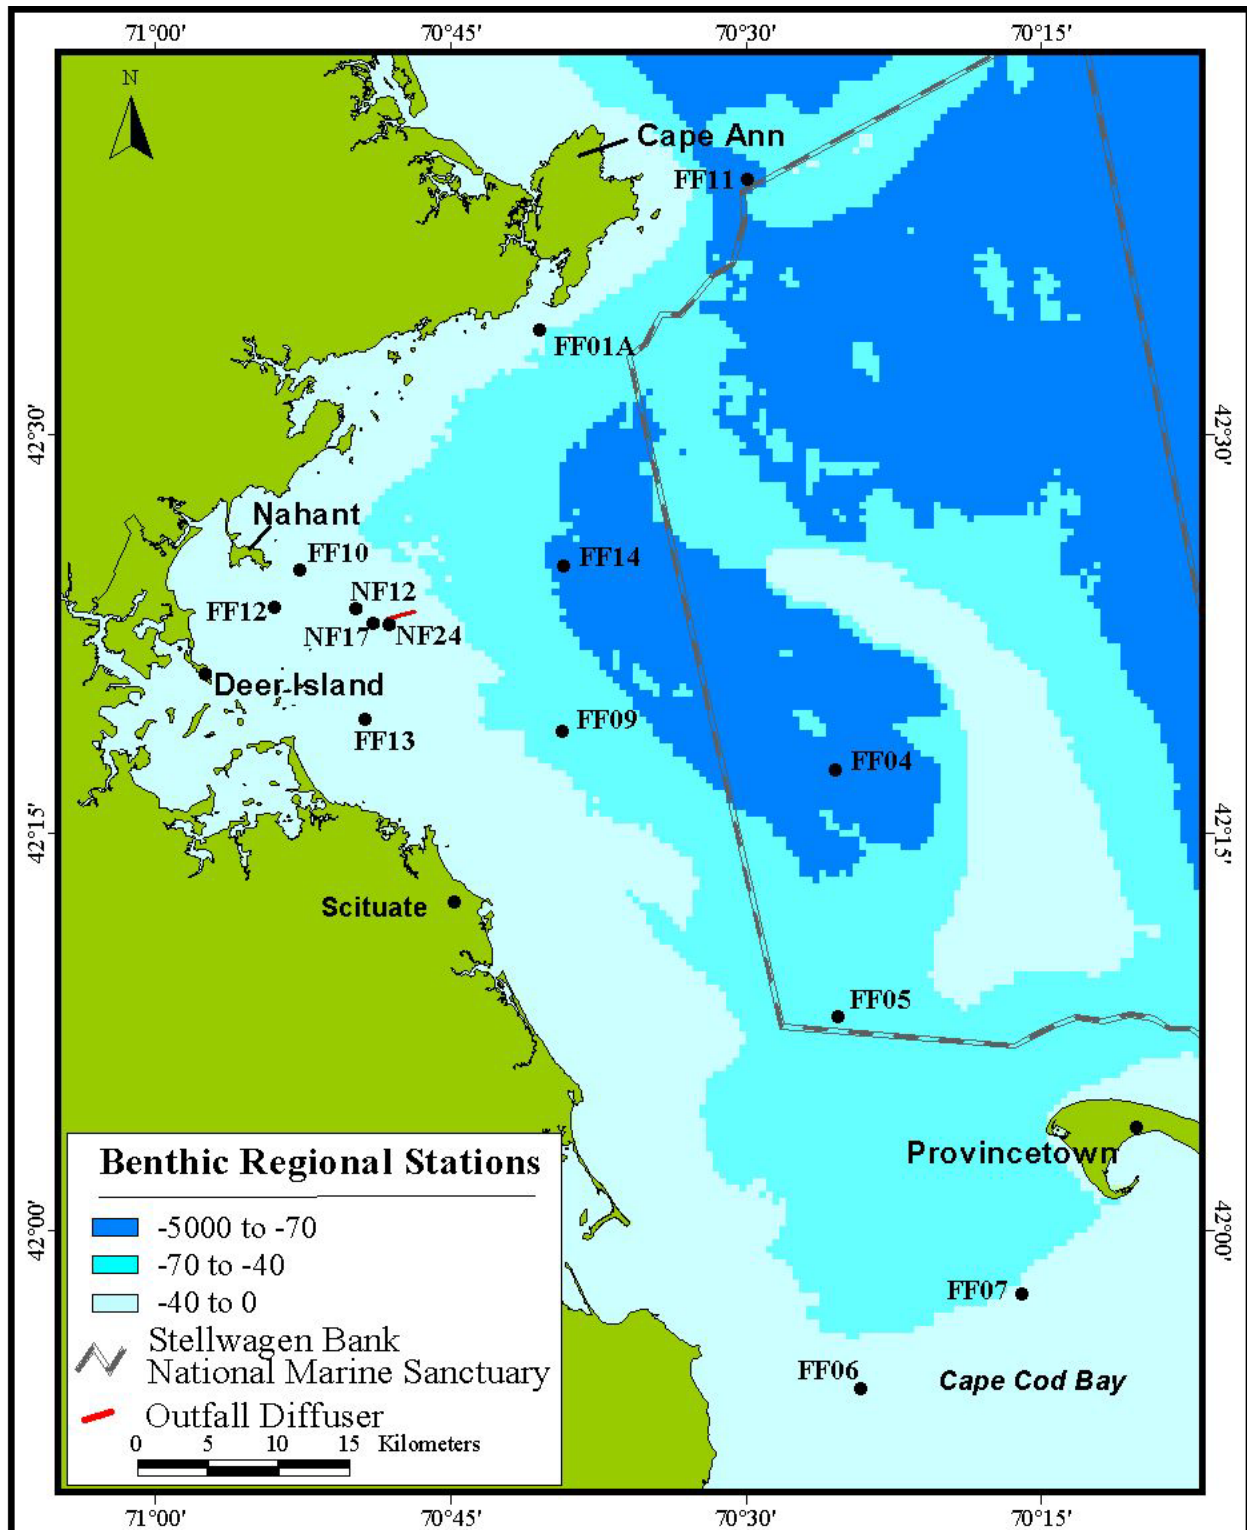 71°00'
70°45'
70°30'
70°15'
N
Cape Ann
FF11
FF01A
42°30'
42°30'
Nahant
FF10
FF14
NF12
FF12
NF17
NF24
Deer Island
FF09
FF13
FF04
42°15'
42°15'
Scituate
FF05
Provincetown
Benthic Regional Stations
-5000 to -70
-70 to -40
-40 to 0
Stellwagen Bank
National Marine Sanctuary
Outfall Diffuser
0 5 10 15 Kilometers
42°00'
42°00'
FF07
FF06
Cape Cod Bay
71°00'
70°45'
70°30'
70°15'